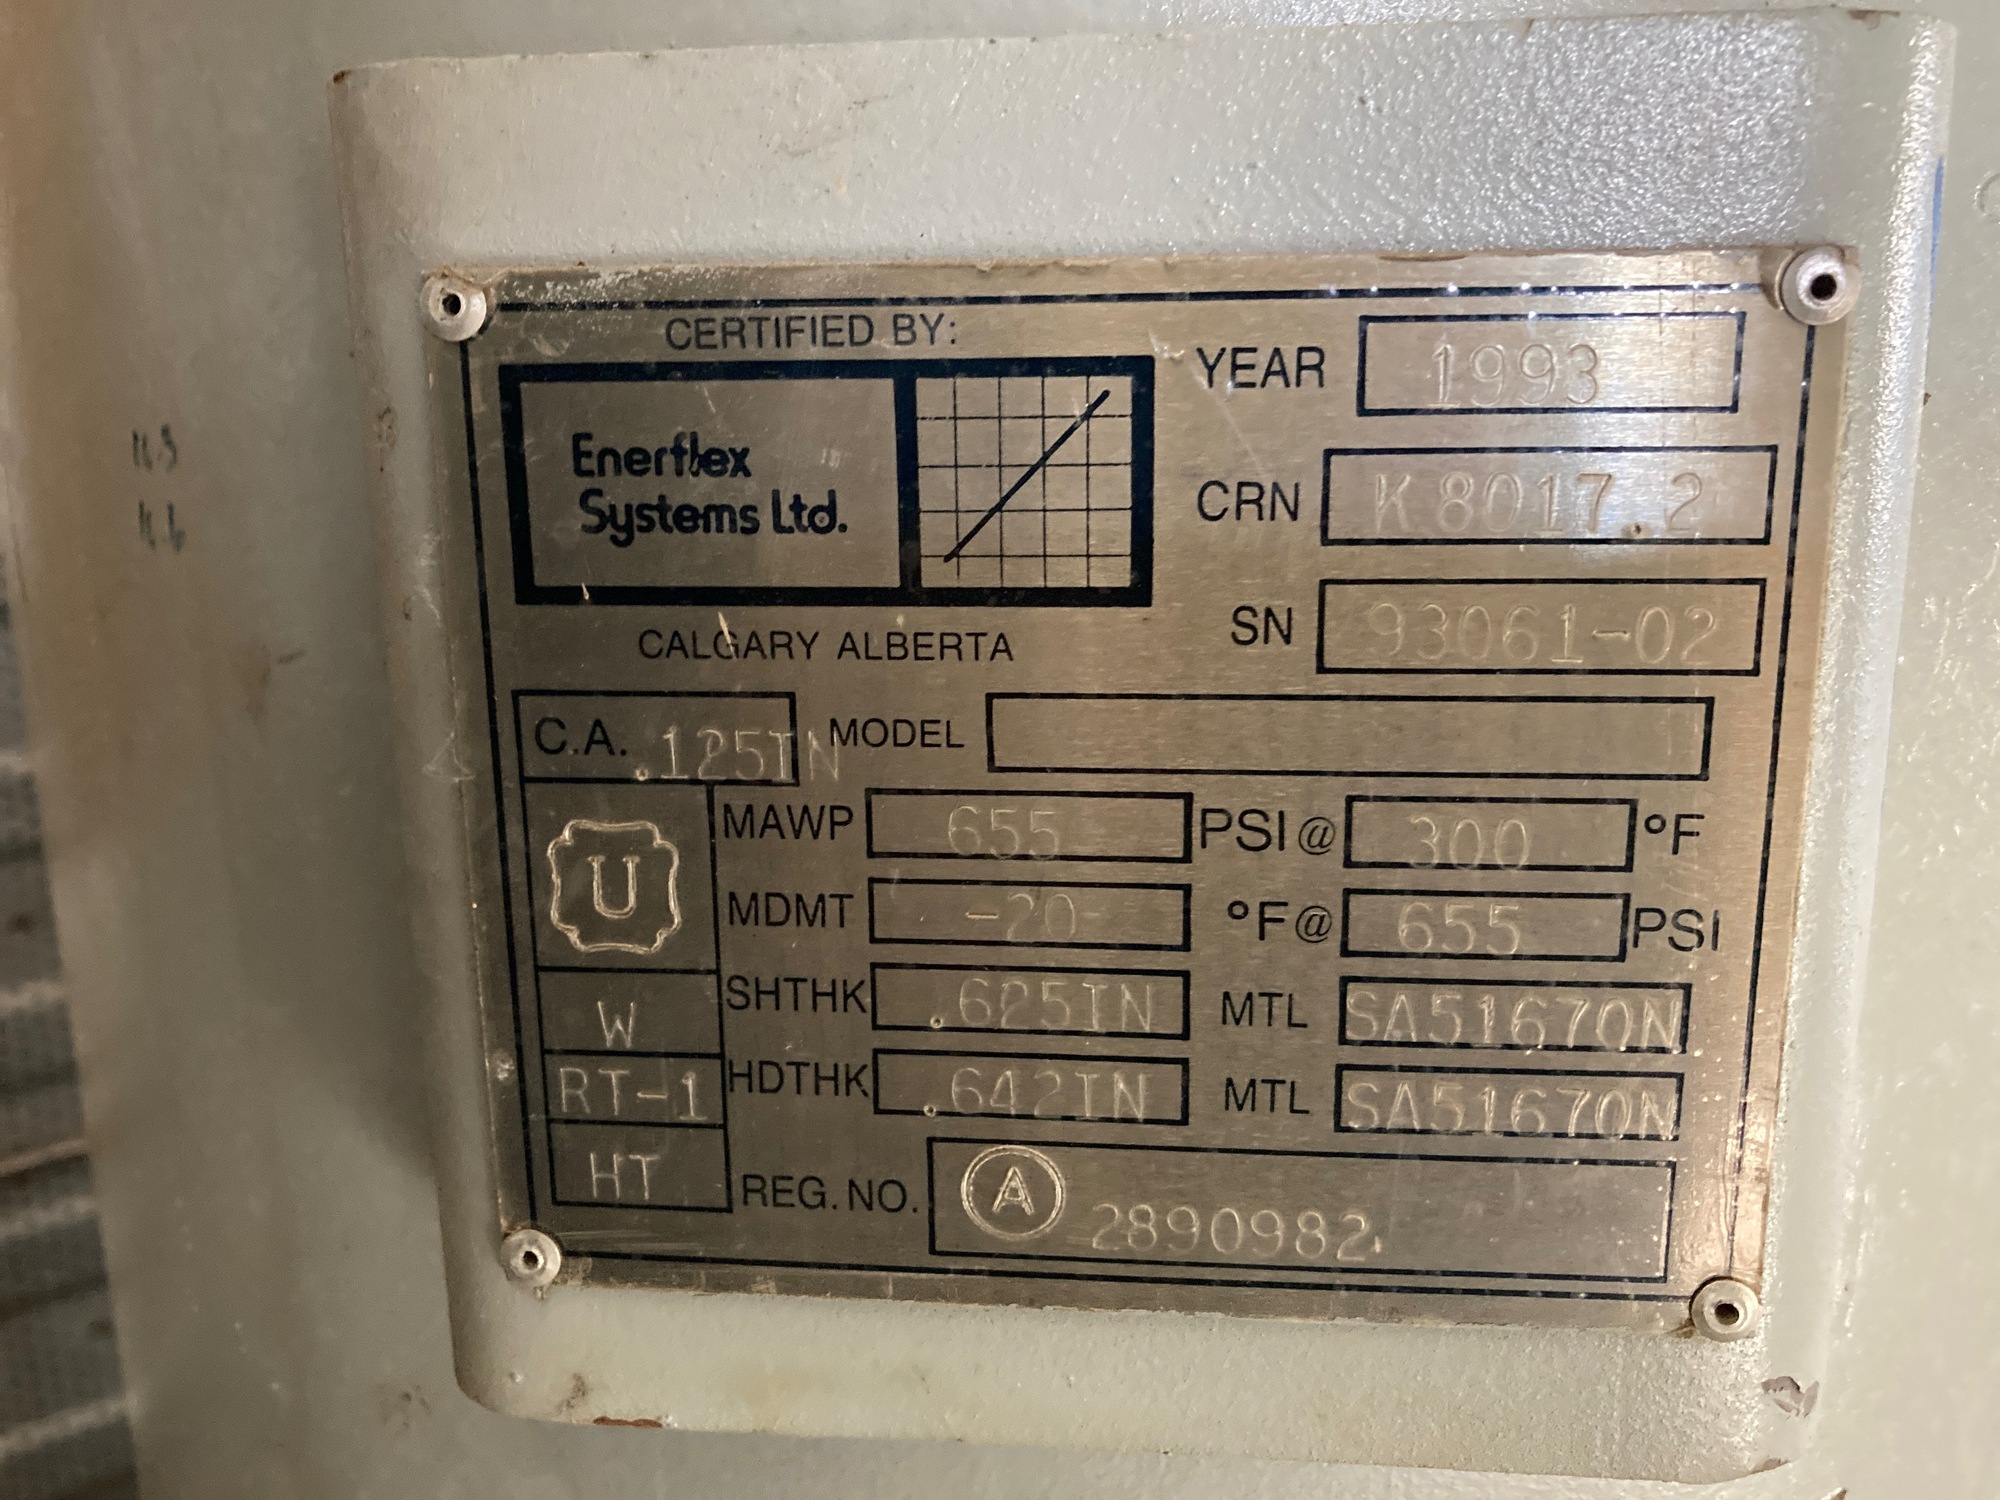 CERTIFIED BY:
Enerflex
Systems Ltd.
CALGARY ALBERTA
YEAR 1993
CRN K8017.2
SN 93061-02
C.A. .125IN MODEL
U
W
RT-1
HT
MAWP 655 PSI @ 300 °F
MDMT -20 °F @ 655 PSI
SHTHK .625IN MTL SA51670N
HDTHK .642IN MTL SA51670N
REG. NO. A 2890982